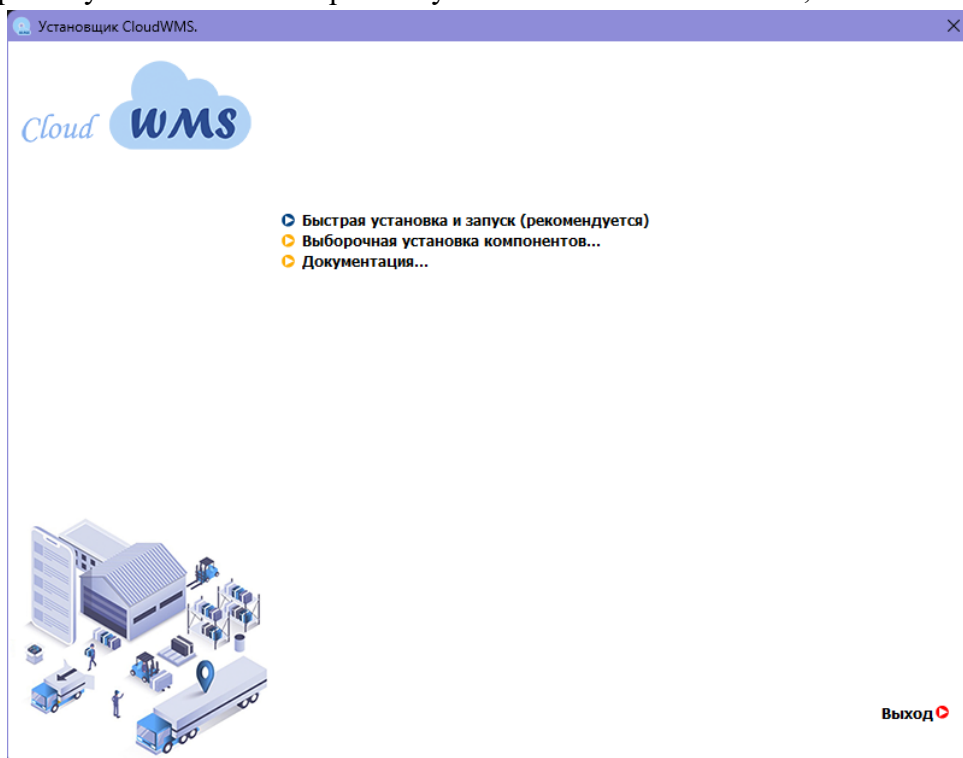 Установщик CloudWMS.
Cloud WMS
Быстрая установка и запуск (рекомендуется)
Выборочная установка компонентов...
Документация...
Выход